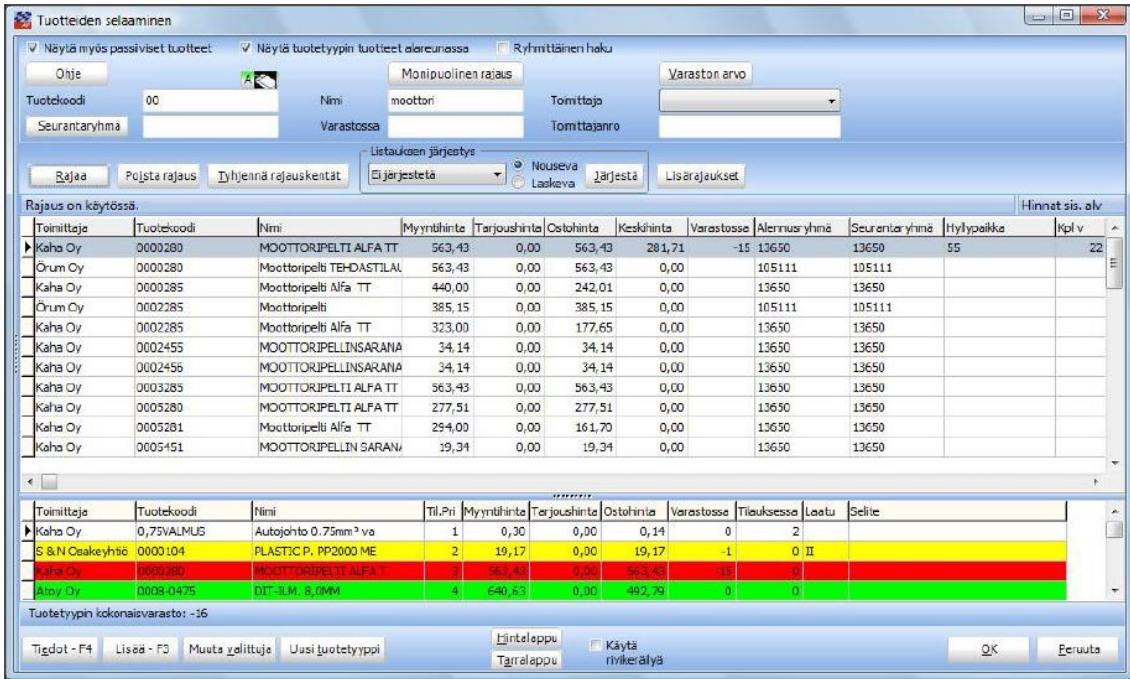 Tuotteiden selaaminen
Näytä myös passiviset tuotteet Näytä tuotetyypin tuotteet alareunassa Ryhmittäinen haku
Ohje Monipuolinen rajaus Varaston arvo
Tuotekoodi 00 Nimi moottori Toimittaja
Seurantaryhmä Varastossa Toimittajanro
Listauksen järjestys
Rajaa Poista rajaus Tyhjennä rajauskentät Ei järjestetä Nouseva Laskeva Järjestä Lisärajaukset
Rajaus on käytössä. Hinnat sis. alv
Toimittaja Tuotekoodi Nimi Myyntihinta Tarjoushinta Ostohinta Keskihinta Varastossa Alennusryhmä Seurantaryhmä Hyllypaikka Kpl v
Kaha Oy 0000280 MOOTTORIPELTI ALFA TT 563,43 0,00 563,43 281,71 -15 13650 13650 55 22
Örum Oy 0000280 Moottoripelti TEHDASTILAU 563,43 0,00 563,43 0,00 105111 105111
Kaha Oy 0000285 Moottoripelti Alfa TT 440,00 0,00 242,01 0,00 13650 13650
Örum Oy 0002285 Moottoripelti 385,15 0,00 385,15 0,00 105111 105111
Kaha Oy 0002285 Moottoripelti Alfa TT 323,00 0,00 177,65 0,00 13650 13650
Kaha Oy 0002455 MOOTTORIPELLINSARANA 34,14 0,00 34,14 0,00 13650 13650
Kaha Oy 0002456 MOOTTORIPELLINSARANA 34,14 0,00 34,14 0,00 13650 13650
Kaha Oy 0003285 MOOTTORIPELTI ALFA TT 563,43 0,00 563,43 0,00 13650 13650
Kaha Oy 0005280 MOOTTORIPELTI ALFA TT 277,51 0,00 277,51 0,00 13650 13650
Kaha Oy 0005281 Moottoripelti Alfa TT 294,00 0,00 161,70 0,00 13650 13650
Kaha Oy 0005451 MOOTTORIPELLIN SARANA 19,34 0,00 19,34 0,00 13650 13650
Toimittaja Tuotekoodi Nimi Til.Pri Myyntihinta Tarjoushinta Ostohinta Varastossa Tilauksessa Laatu Selite
Kaha Oy 0,75VALMUS Autojohto 0.75mm² va 1 0,30 0,00 0,14 0 2
S & N Osakeyhtiö 0000104 PLASTIC P. PP2000 ME 2 19,17 0,00 19,17 -1 0 II
Kaha Oy 0000280 MOOTTORIPELTI ALFA T 3 563,43 0,00 563,43 -15 0
Atoy Oy 0008-0475 DIT-ILM. 8,0MM 4 640,63 0,00 492,79 0 0
Tuotetyypin kokonaisvarasto: -16
Tiedot - F4 Lisää - F3 Muuta valittuja Uusi tuotetyyppi Hintalappu Tarralappu Käytä rivikeräilyä OK Peruuta